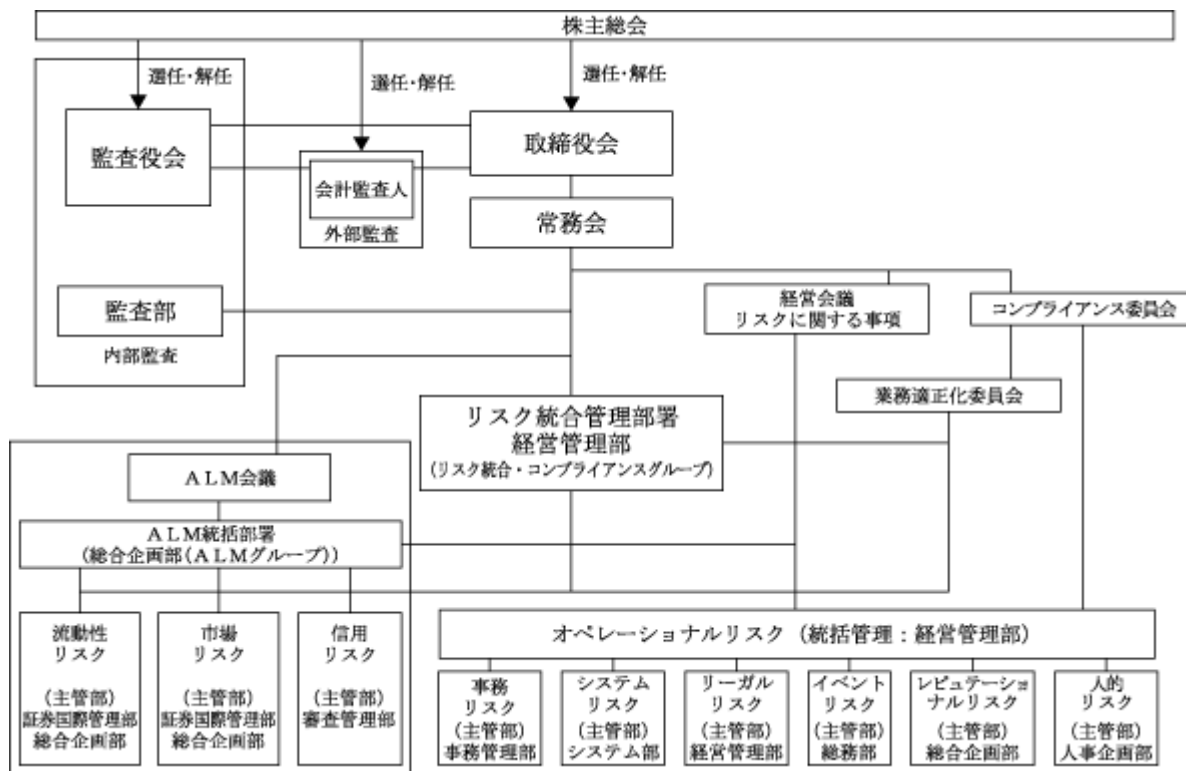 株主総会
選任・解任
選任・解任
選任・解任
監査役会
取締役会
会計監査人
外部監査
常務会
監査部
内部監査
経営会議
リスクに関する事項
コンプライアンス委員会
業務適正化委員会
リスク統合管理部署
経営管理部
(リスク統合・コンプライアンスグループ)
ＡＬＭ会議
ＡＬＭ統括部署
(総合企画部(ＡＬＭグループ))
流動性
リスク
(主管部)
証券国際管理部
総合企画部
市場
リスク
(主管部)
証券国際管理部
総合企画部
信用
リスク
(主管部)
審査管理部
オペレーショナルリスク (統括管理：経営管理部)
事務
リスク
(主管部)
事務管理部
システム
リスク
(主管部)
システム部
リーガル
リスク
(主管部)
経営管理部
イベント
リスク
(主管部)
総務部
レピュテーショ
ナルリスク
(主管部)
総合企画部
人的
リスク
(主管部)
人事企画部